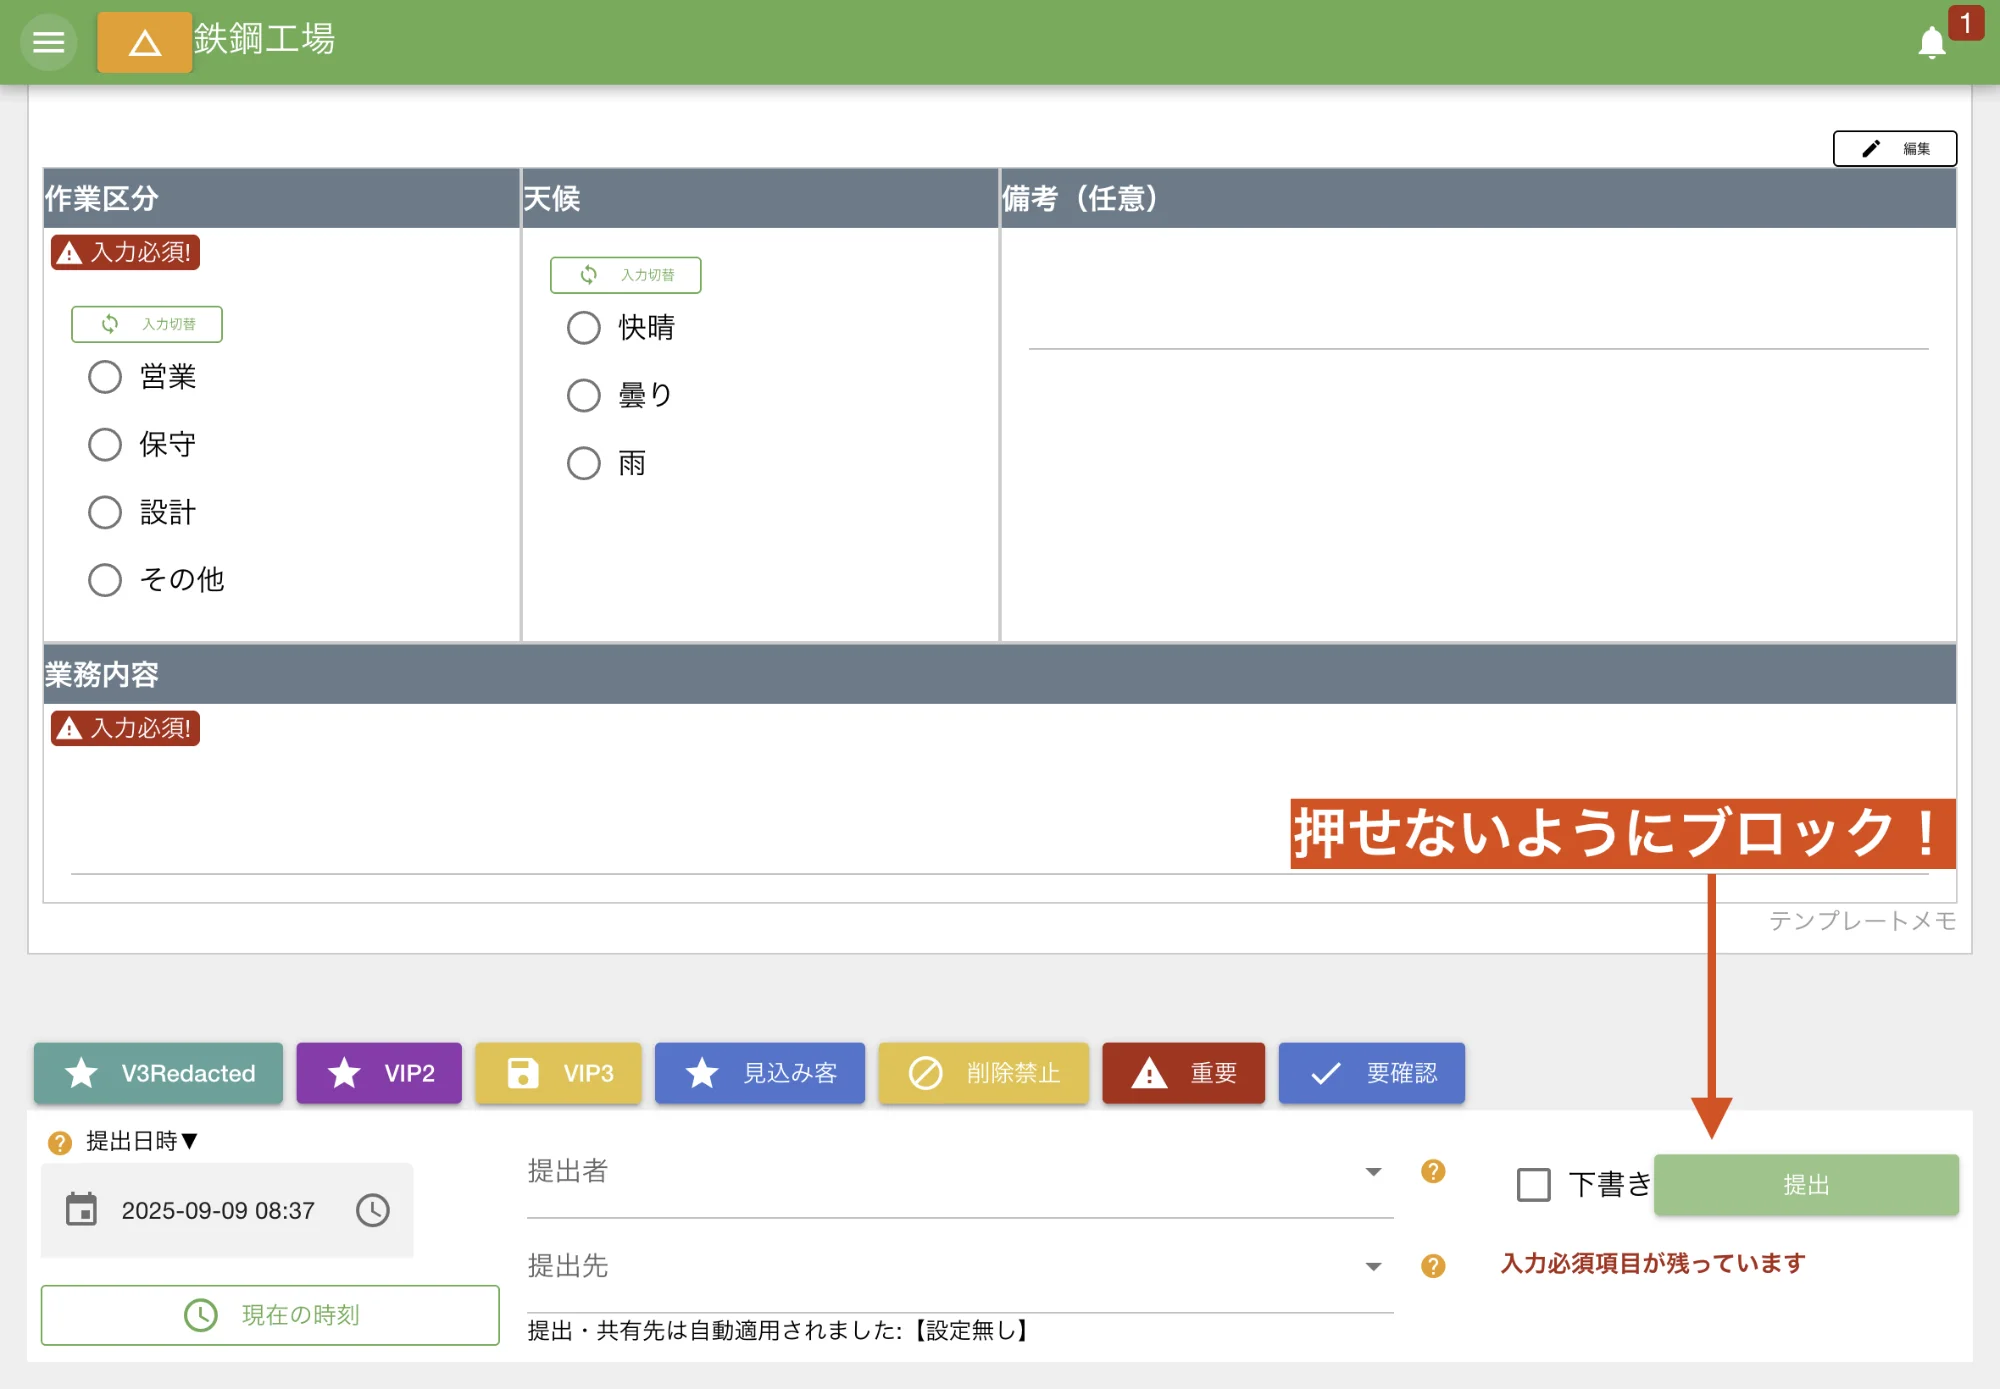 鉄鋼工場
1
編集
作業区分
天候
備考（任意）
入力必須!
入力切替
営業
保守
設計
その他
入力切替
快晴
曇り
雨
業務内容
入力必須!
押せないようにブロック！
テンプレートメモ
V3Redacted
VIP2
VIP3
見込み客
削除禁止
重要
要確認
提出日時▼
2025-09-09 08:37
現在の時刻
提出者
提出先
提出・共有先は自動適用されました:【設定無し】
下書き
提出
入力必須項目が残っています